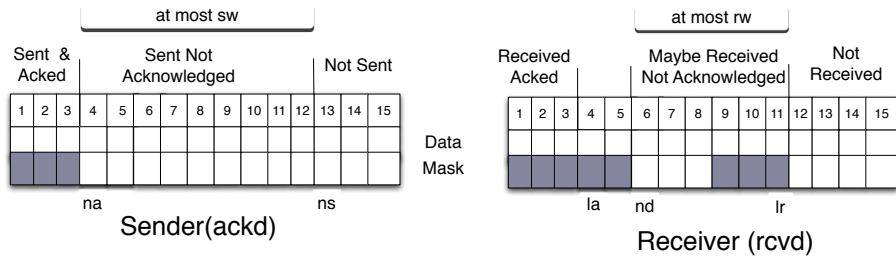 at most sw
Sent & Acked
Sent Not Acknowledged
Not Sent
1 2 3 4 5 6 7 8 9 10 11 12 13 14 15
na
ns
Sender(ackd)
Data
Mask
at most rw
Received Acked
Maybe Received Not Acknowledged
Not Received
1 2 3 4 5 6 7 8 9 10 11 12 13 14 15
la
nd
lr
Receiver (rcvd)